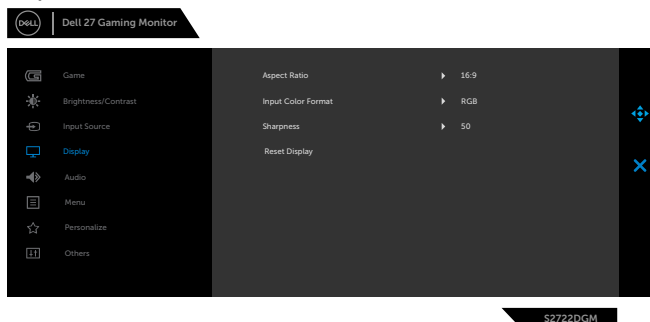 DELL
Dell 27 Gaming Monitor
Game
Aspect Ratio 16:9
Brightness/Contrast
Input Color Format RGB
Input Source
Sharpness 50
Display
Reset Display
Audio
Menu
Personalize
Others
S2722DGM